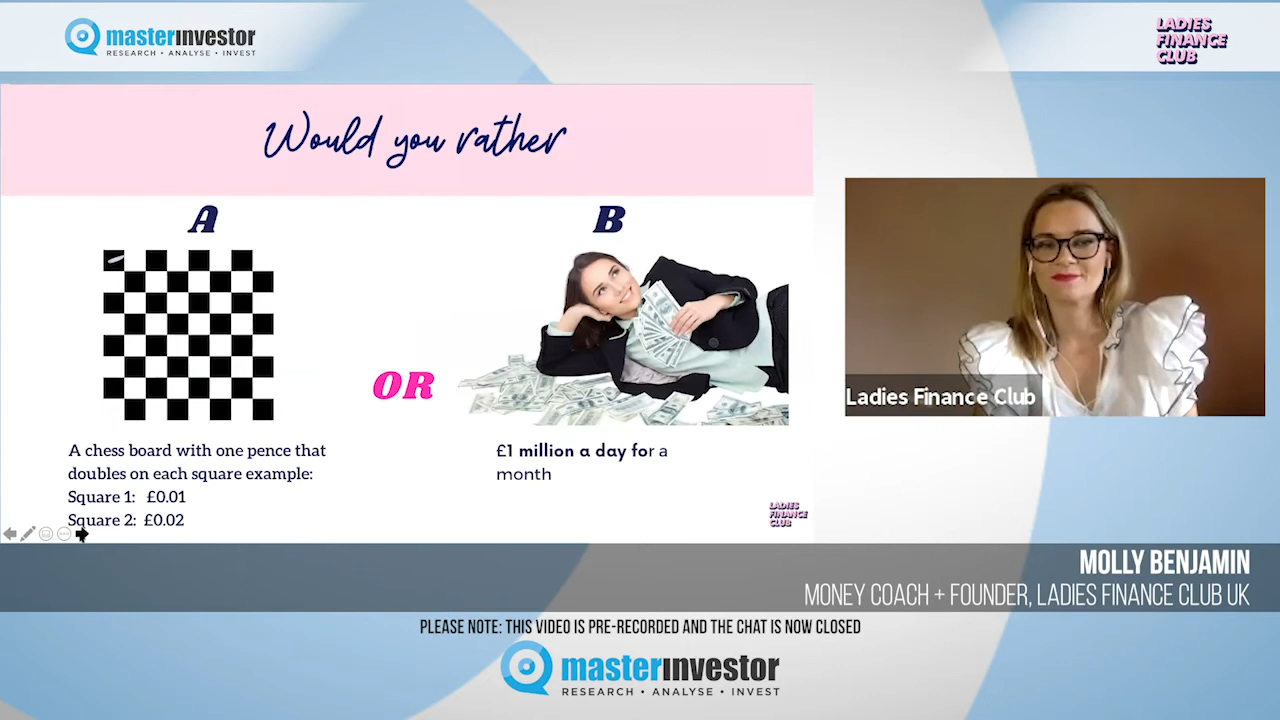 masterinvestor
RESEARCH • ANALYSE • INVEST
LADIES
FINANCE
CLUB
Would you rather
A
B
OR
A chess board with one pence that
doubles on each square example:
Square 1: £0.01
Square 2: £0.02
£1 million a day for a
month
LADIES
FINANCE
CLUB
Ladies Finance Club
MOLLY BENJAMIN
MONEY COACH + FOUNDER, LADIES FINANCE CLUB UK
PLEASE NOTE: THIS VIDEO IS PRE-RECORDED AND THE CHAT IS NOW CLOSED
masterinvestor
RESEARCH • ANALYSE • INVEST